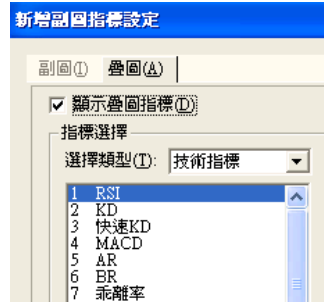 新增副圖指標設定
副圖(I) 疊圖(A)
顯示疊圖指標(D)
指標選擇
選擇類型(T): 技術指標
1 RSI
2 KD
3 快速KD
4 MACD
5 AR
6 BR
7 乖離率